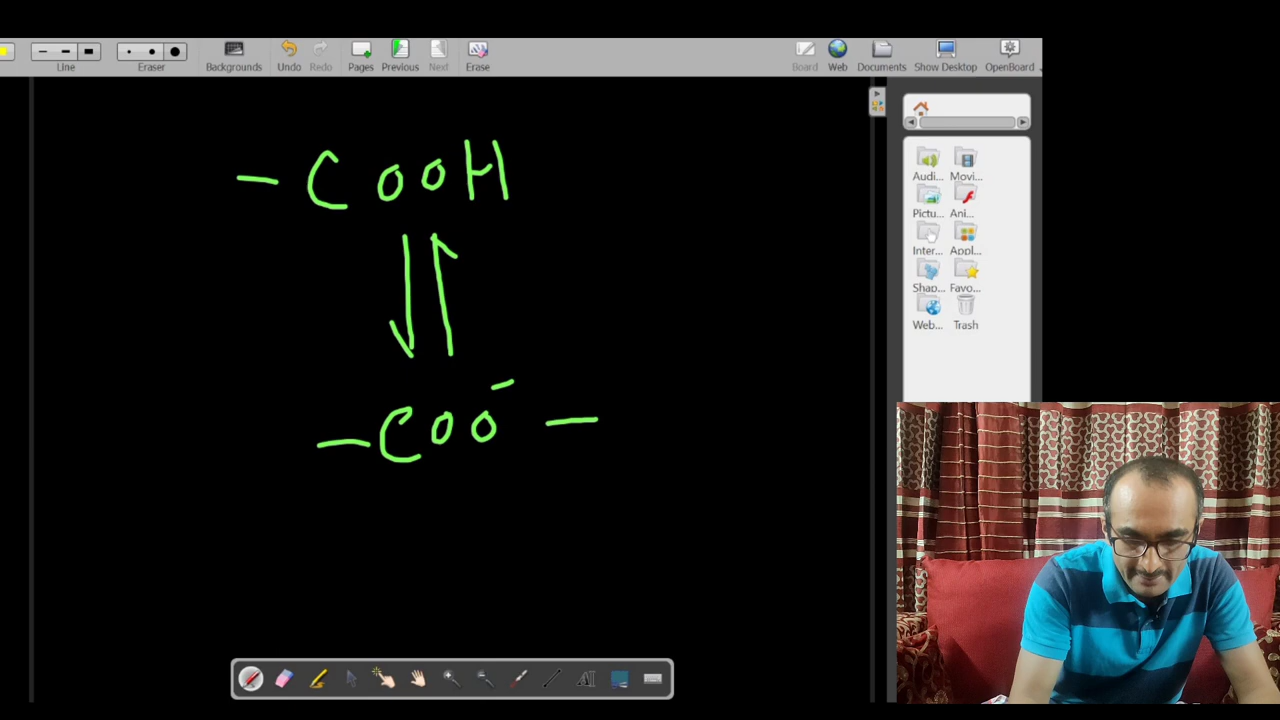 Line Eraser Backgrounds Undo Redo Pages Previous Next Erase Board Web Documents Show Desktop OpenBoard
Audi... Movi...
Pictu... Ani...
Inter... Appl...
Shap... Favo...
Web... Trash
-COOH
-COO⁻ -
AI